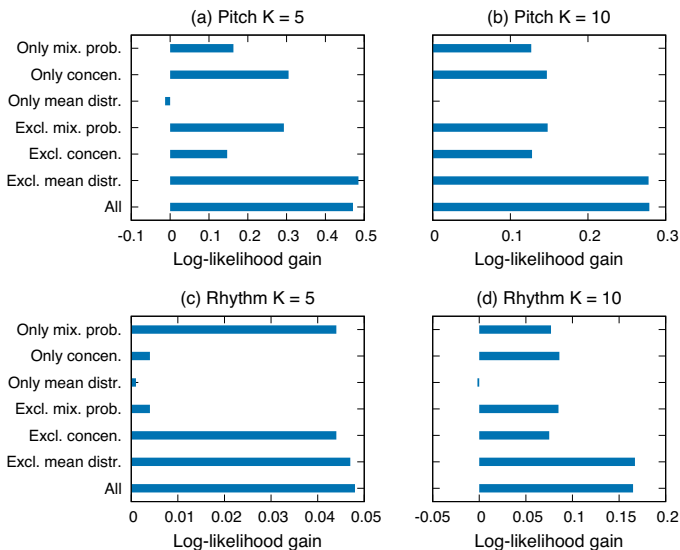 (a) Pitch K = 5
(b) Pitch K = 10
Only mix. prob.
Only concen.
Only mean distr.
Excl. mix. prob.
Excl. concen.
Excl. mean distr.
All
-0.1 0 0.1 0.2 0.3 0.4 0.5
0 0.1 0.2 0.3
Log-likelihood gain
Log-likelihood gain
(c) Rhythm K = 5
(d) Rhythm K = 10
Only mix. prob.
Only concen.
Only mean distr.
Excl. mix. prob.
Excl. concen.
Excl. mean distr.
All
0 0.01 0.02 0.03 0.04 0.05
-0.05 0 0.05 0.1 0.15 0.2
Log-likelihood gain
Log-likelihood gain